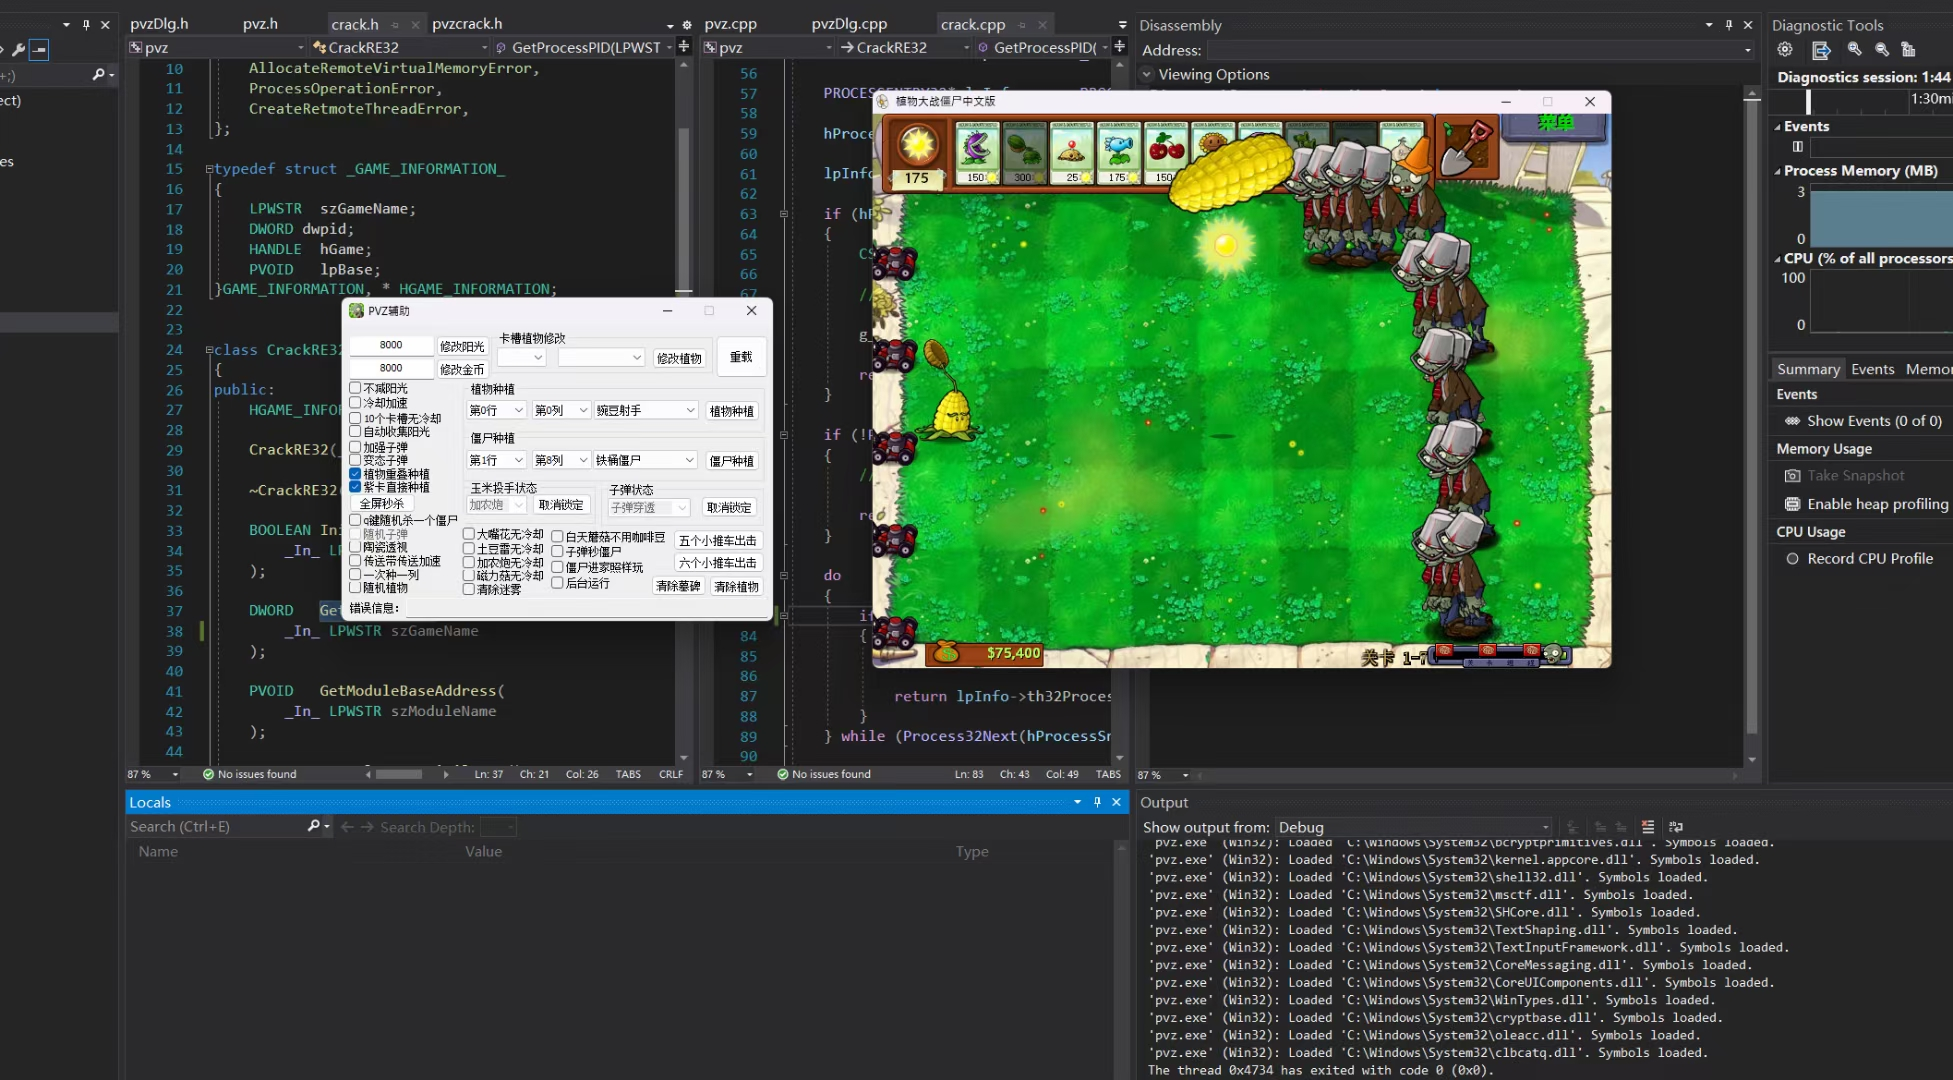 pvzDlg.h
pvz.h
crack.h
pvzcrack.h
pvz
CrackRE32
GetProcessPID(LPWST
+;)
ect)
es
10 AllocateRemoteVirtualMemoryError,
11 ProcessOperationError,
12 CreateRetmoteThreadError,
13 };
14
15 typedef struct _GAME_INFORMATION_
16 {
17 LPWSTR szGameName;
18 DWORD dwpid;
19 HANDLE hGame;
20 PVOID lpBase;
21 }GAME_INFORMATION, * HGAME_INFORMATION;
22
23
24 class CrackRE32
25 {
26 public:
27 HGAME_INFO
28
29 CrackRE32(
30
31 ~CrackRE32(
32
33 BOOLEAN Ini
34 _In_ LP
35 );
36
37 DWORD Get
38 _In_ LPWSTR szGameName
39 );
40
41 PVOID GetModuleBaseAddress(
42 _In_ LPWSTR szModuleName
43 );
44
87 %
No issues found
Ln: 37 Ch: 21 Col: 26 TABS CRLF
PVZ辅助
8000
修改阳光
8000
修改金币
卡槽植物修改
修改植物
重载
不减阳光
冷却加速
10个卡槽无冷却
自动收集阳光
加强子弹
变态子弹
植物重叠种植
紫卡直接种植
全屏秒杀
q键随机杀一个僵尸
随机子弹
陶瓷透视
传送带传送加速
一次种一列
随机植物
植物种植
第0行
第0列
豌豆射手
植物种植
僵尸种植
第1行
第8列
铁桶僵尸
僵尸种植
玉米投手状态
加农炮
取消锁定
子弹状态
子弹穿透
取消锁定
大嘴花无冷却
土豆雷无冷却
加农炮无冷却
磁力菇无冷却
清除迷雾
白天蘑菇不用咖啡豆
子弹秒僵尸
僵尸进家照样玩
后台运行
五个小推车出击
六个小推车出击
清除墓碑
清除植物
错误信息:
pvz.cpp
pvzDlg.cpp
crack.cpp
pvz
CrackRE32
GetProcessPID(
56
57 PROCESSENTRY32* lpInfo
58
59 hProce
60
61 lpInfo
62
63 if (hP
64 {
65 CS
66 //
67
g_
re
}
if (!P
{
//
re
}
do
{
if
84 {
85
86
87 return lpInfo->th32Proces
88 }
89 } while (Process32Next(hProcessSn
90
87 %
No issues found
Ln: 83 Ch: 43 Col: 49 TABS
Disassembly
Address:
Viewing Options
87 %
植物大战僵尸中文版
175
150
300
25
175
150
菜单
$75,400
关卡 1-7
Diagnostic Tools
Diagnostics session: 1:44
1:30mi
Events
Process Memory (MB)
3
0
CPU (% of all processors
100
0
Summary
Events
Memor
Events
Show Events (0 of 0)
Memory Usage
Take Snapshot
Enable heap profiling
CPU Usage
Record CPU Profile
Locals
Search (Ctrl+E)
Search Depth:
Name
Value
Type
Output
Show output from: Debug
'pvz.exe' (Win32): Loaded 'C:\Windows\System32\bcryptprimitives.dll'. Symbols loaded.
'pvz.exe' (Win32): Loaded 'C:\Windows\System32\kernel.appcore.dll'. Symbols loaded.
'pvz.exe' (Win32): Loaded 'C:\Windows\System32\shell32.dll'. Symbols loaded.
'pvz.exe' (Win32): Loaded 'C:\Windows\System32\msctf.dll'. Symbols loaded.
'pvz.exe' (Win32): Loaded 'C:\Windows\System32\SHCore.dll'. Symbols loaded.
'pvz.exe' (Win32): Loaded 'C:\Windows\System32\TextShaping.dll'. Symbols loaded.
'pvz.exe' (Win32): Loaded 'C:\Windows\System32\TextInputFramework.dll'. Symbols loaded.
'pvz.exe' (Win32): Loaded 'C:\Windows\System32\CoreMessaging.dll'. Symbols loaded.
'pvz.exe' (Win32): Loaded 'C:\Windows\System32\CoreUIComponents.dll'. Symbols loaded.
'pvz.exe' (Win32): Loaded 'C:\Windows\System32\WinTypes.dll'. Symbols loaded.
'pvz.exe' (Win32): Loaded 'C:\Windows\System32\cryptbase.dll'. Symbols loaded.
'pvz.exe' (Win32): Loaded 'C:\Windows\System32\oleacc.dll'. Symbols loaded.
'pvz.exe' (Win32): Loaded 'C:\Windows\System32\clbcatq.dll'. Symbols loaded.
The thread 0x4734 has exited with code 0 (0x0).